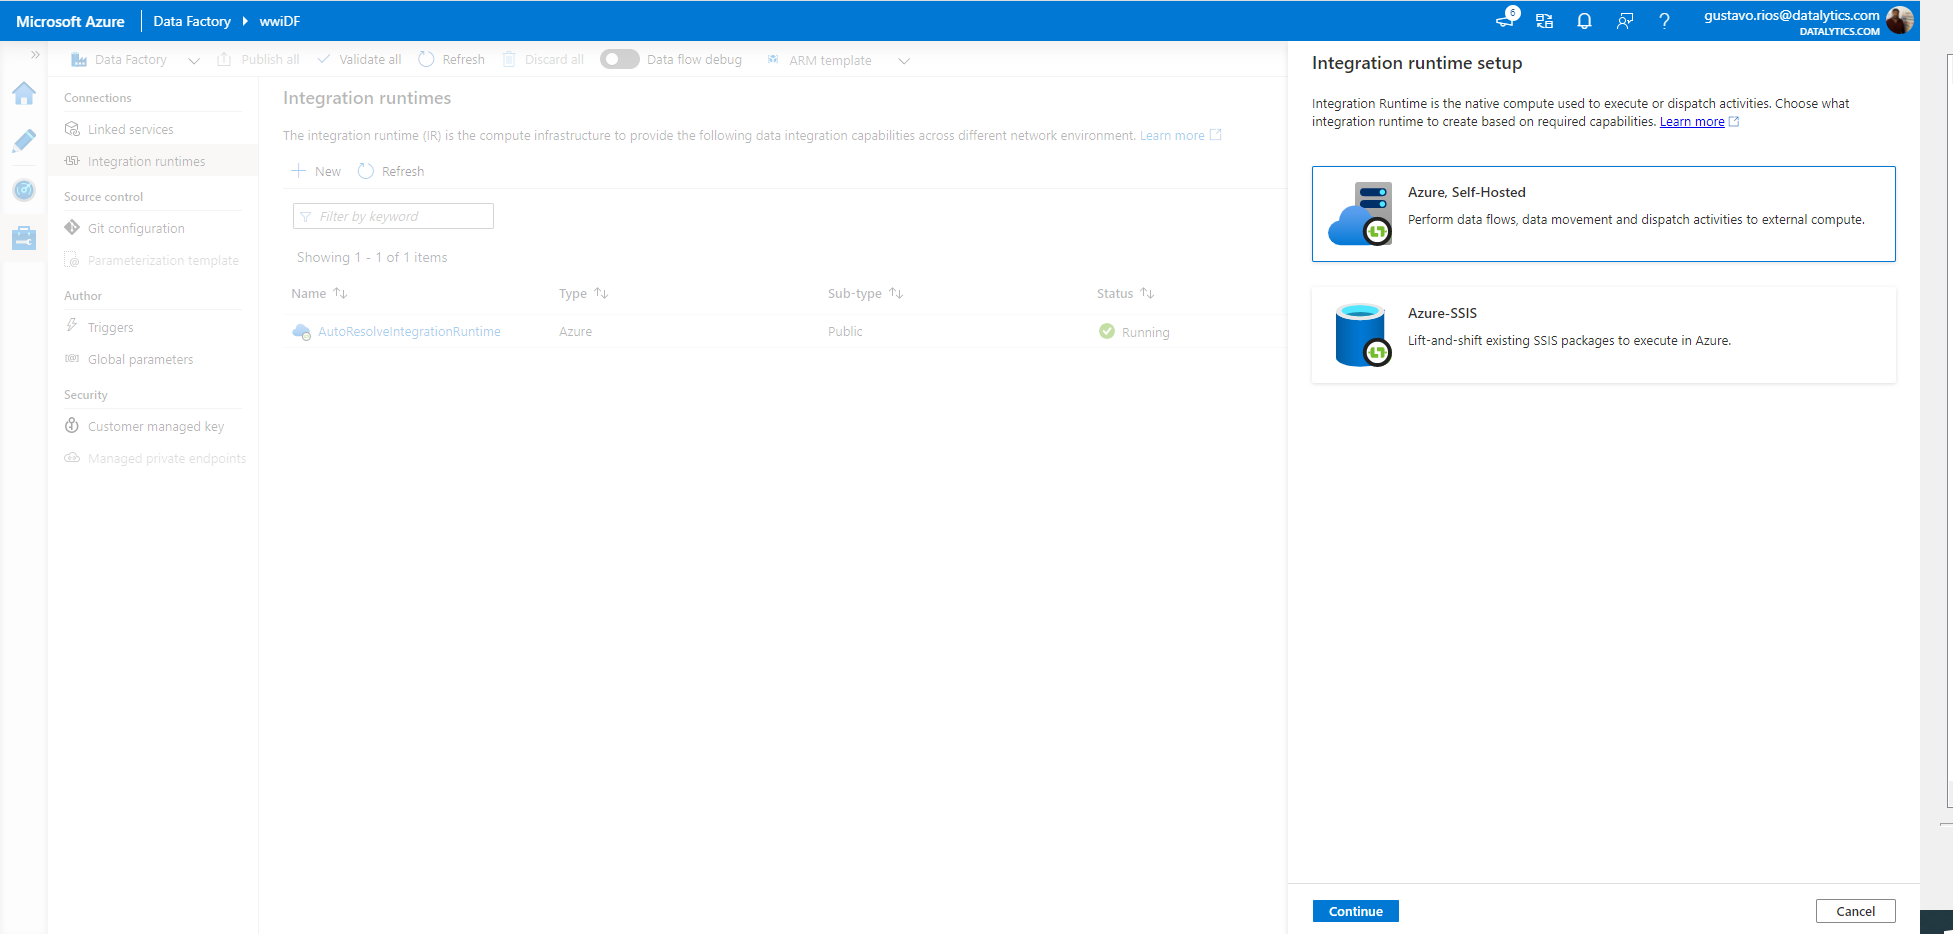 Microsoft Azure Data Factory wwiDF 6 gustavo.rios@datalytics.com
DATALYTICS.COM
Data Factory Publish all Validate all Refresh Discard all Data flow debug ARM template
Connections
Linked services
Integration runtimes
Source control
Git configuration
Parameterization template
Author
Triggers
Global parameters
Security
Customer managed key
Managed private endpoints
Integration runtimes
The integration runtime (IR) is the compute infrastructure to provide the following data integration capabilities across different network environment. Learn more
New Refresh
Filter by keyword
Showing 1 - 1 of 1 items
Name Type Sub-type Status
AutoResolveIntegrationRuntime Azure Public Running
Integration runtime setup
Integration Runtime is the native compute used to execute or dispatch activities. Choose what
integration runtime to create based on required capabilities. Learn more
Azure, Self-Hosted
Perform data flows, data movement and dispatch activities to external compute.
Azure-SSIS
Lift-and-shift existing SSIS packages to execute in Azure.
Continue Cancel